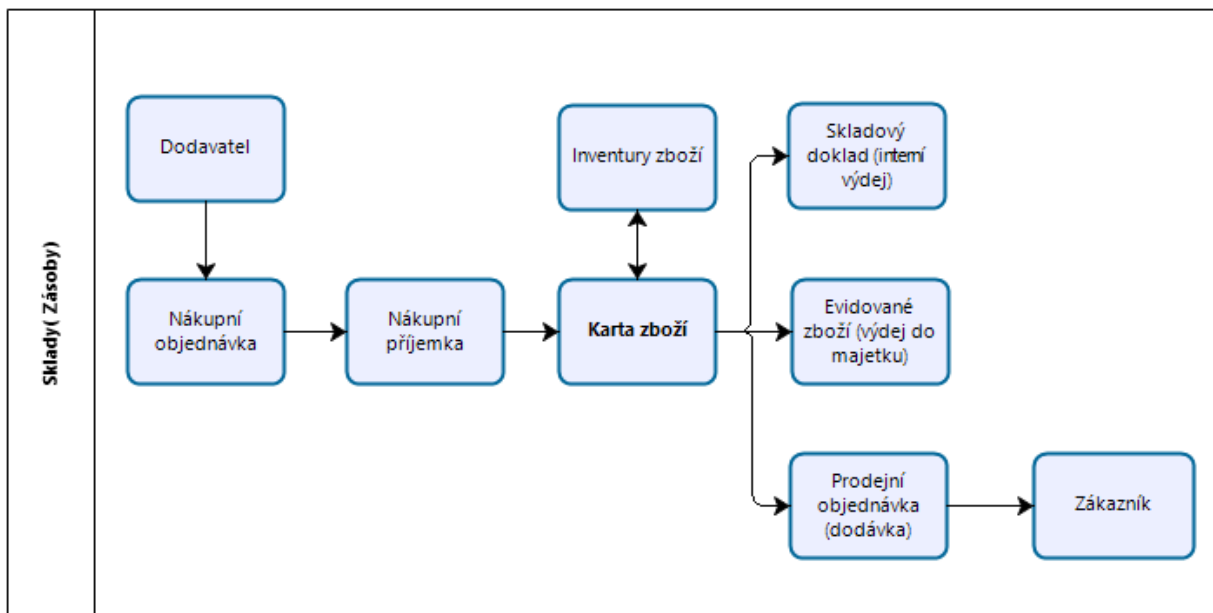 Sklady( Zásoby)
Dodavatel
Inventury zboží
Skladový
doklad (interní
výdej)
Nákupní
objednávka
Nákupní
příjemka
Karta zboží
Evidované
zboží (výdej do
majetku)
Prodejní
objednávka
(dodávka)
Zákazník